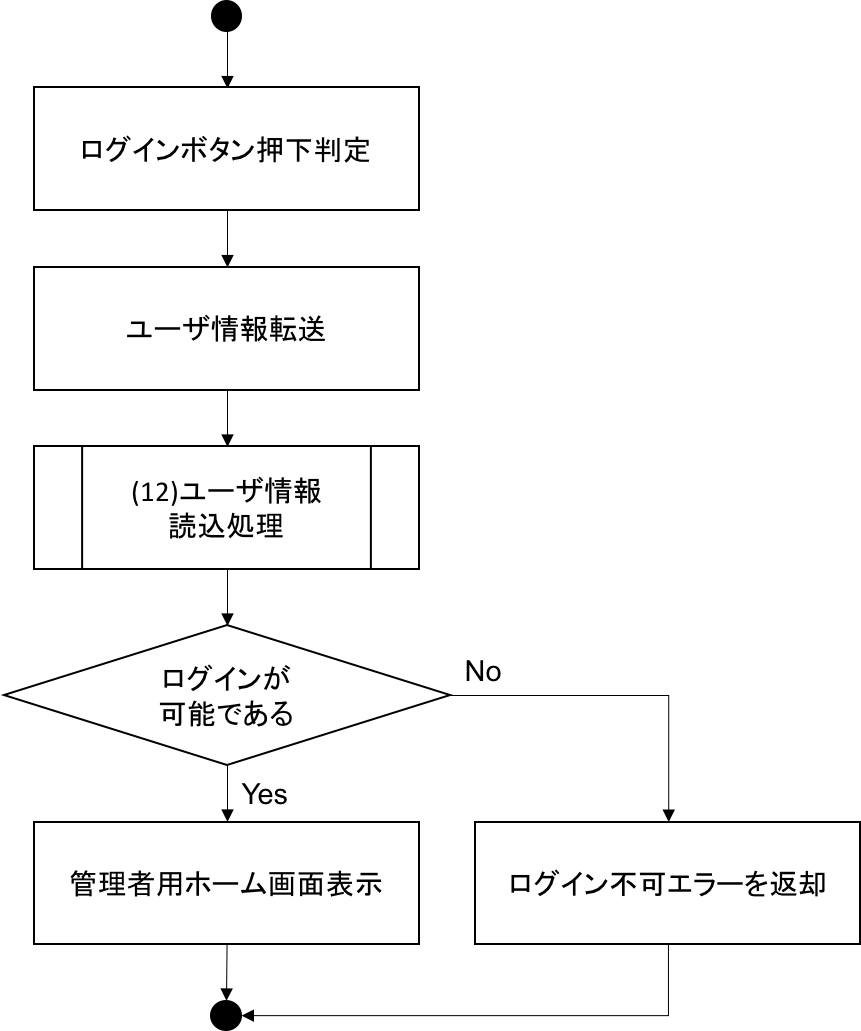 ログインボタン押下判定
ユーザ情報転送
(12)ユーザ情報
読込処理
ログインが
可能である
No
Yes
管理者用ホーム画面表示
ログイン不可エラーを返却